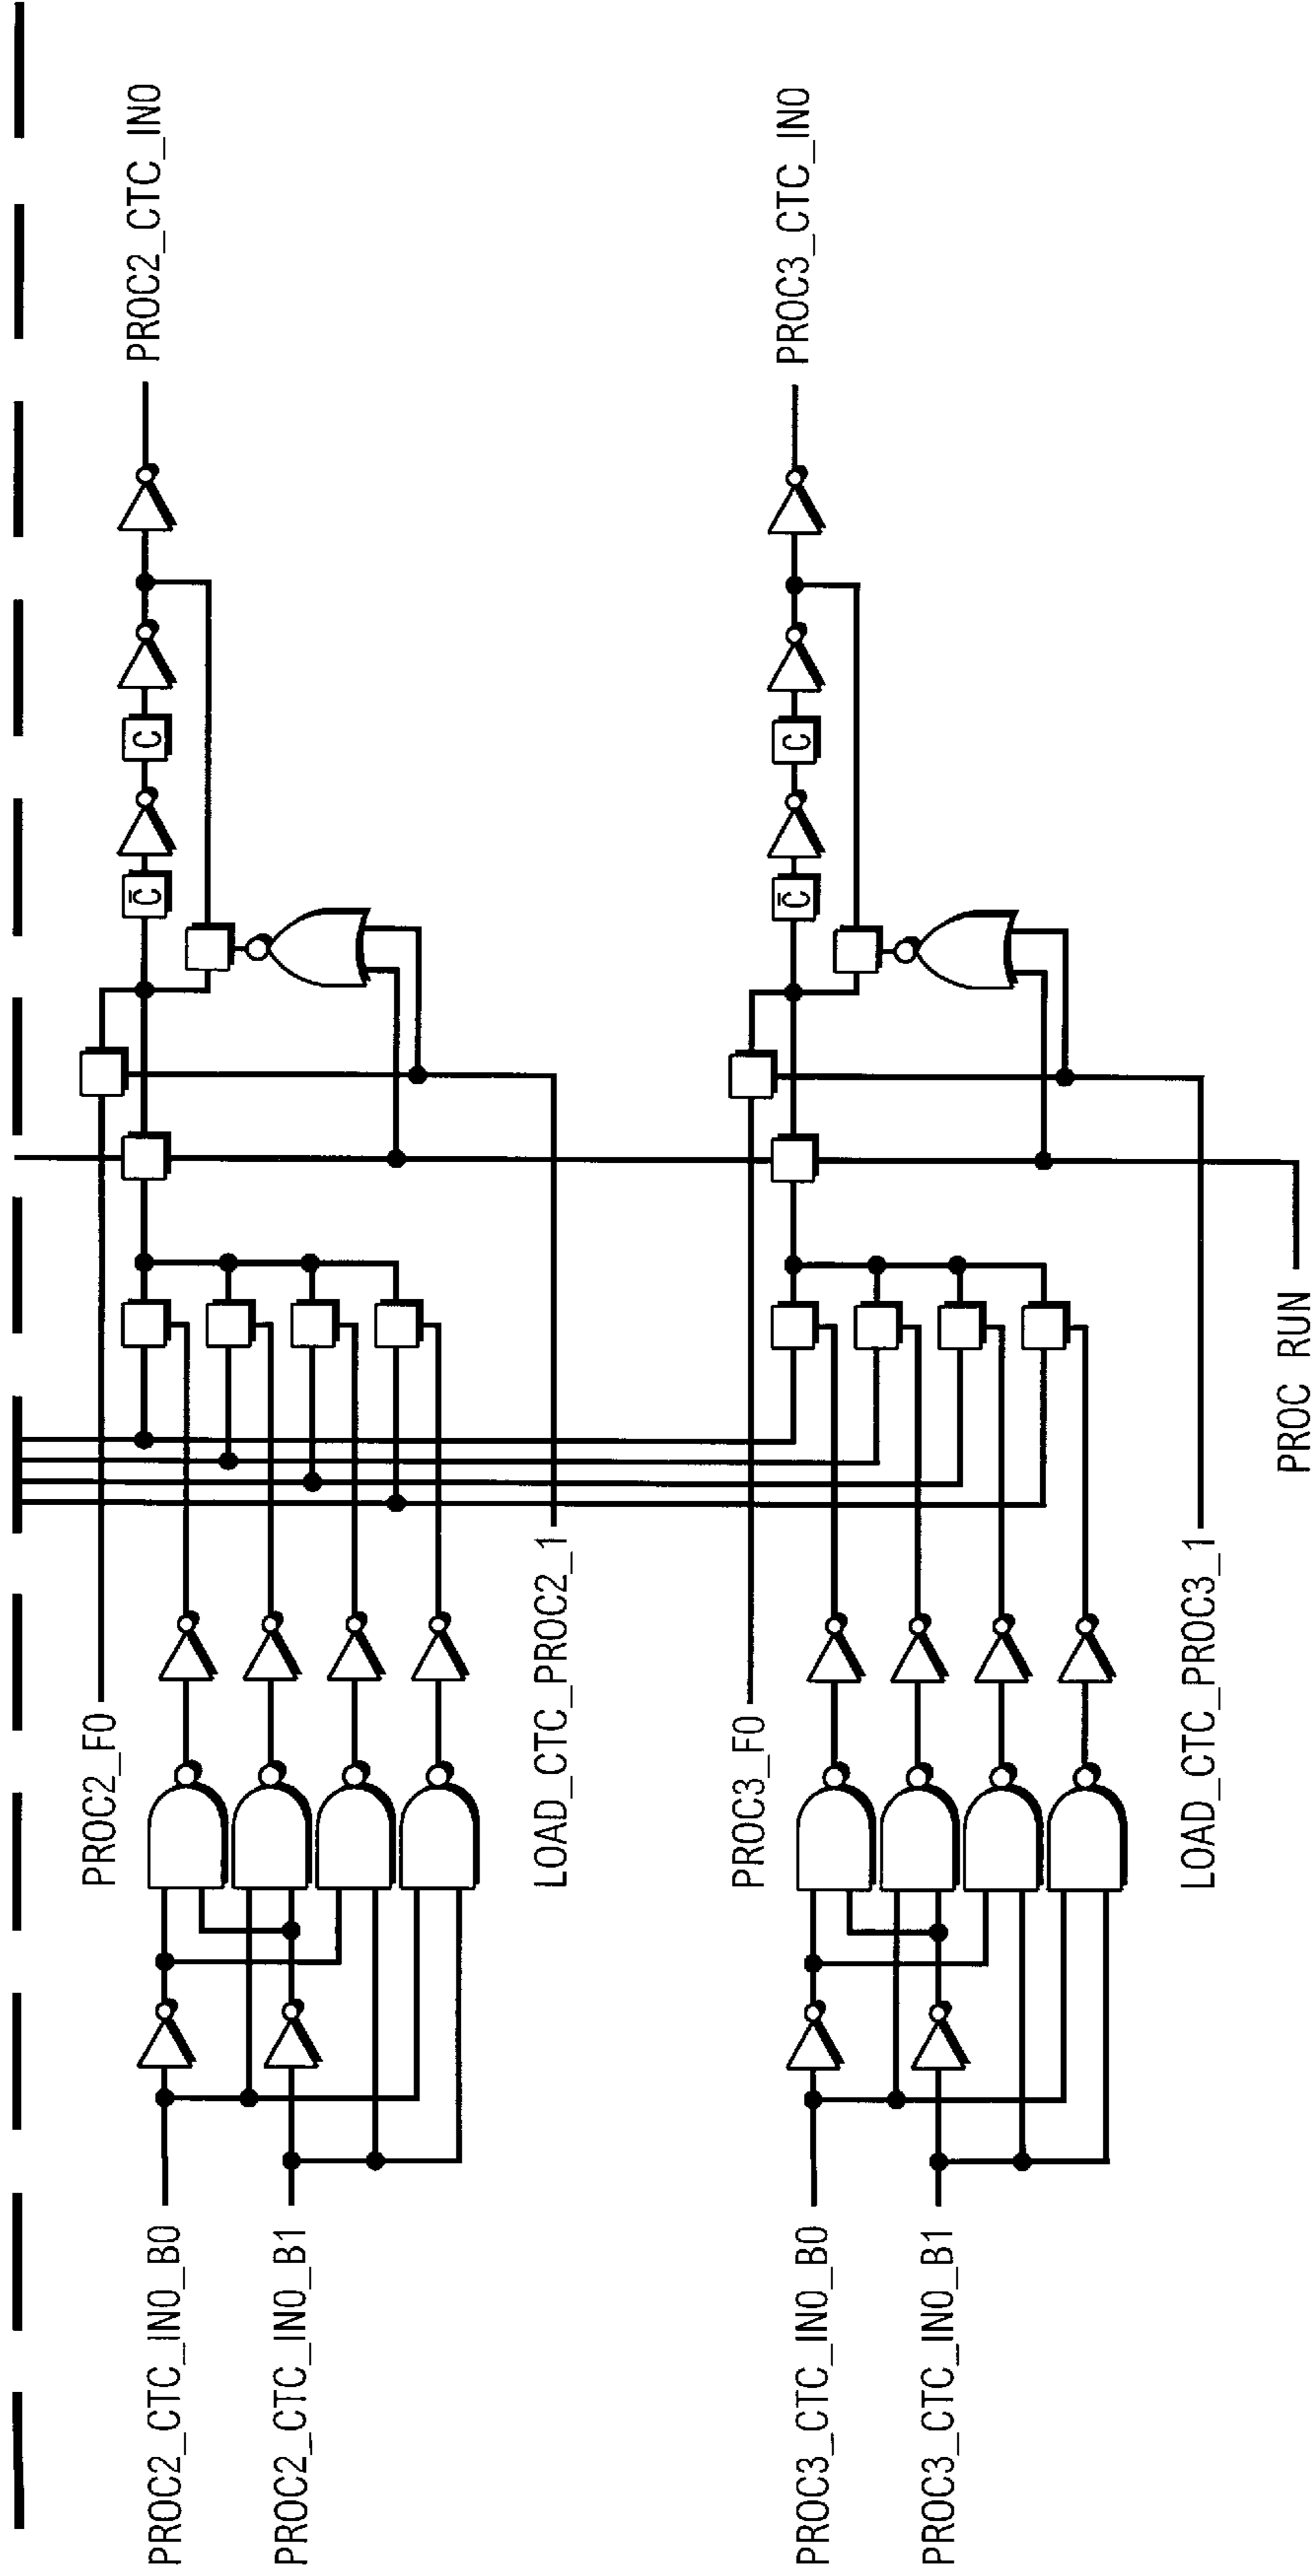 PROC2_CTC_IN0_B0
PROC2_CTC_IN0_B1
PROC2_F0
LOAD_CTC_PROC2_1
C̅
C
PROC2_CTC_IN0
PROC3_CTC_IN0_B0
PROC3_CTC_IN0_B1
PROC3_F0
LOAD_CTC_PROC3_1
C̅
C
PROC3_CTC_IN0
PROC RUN